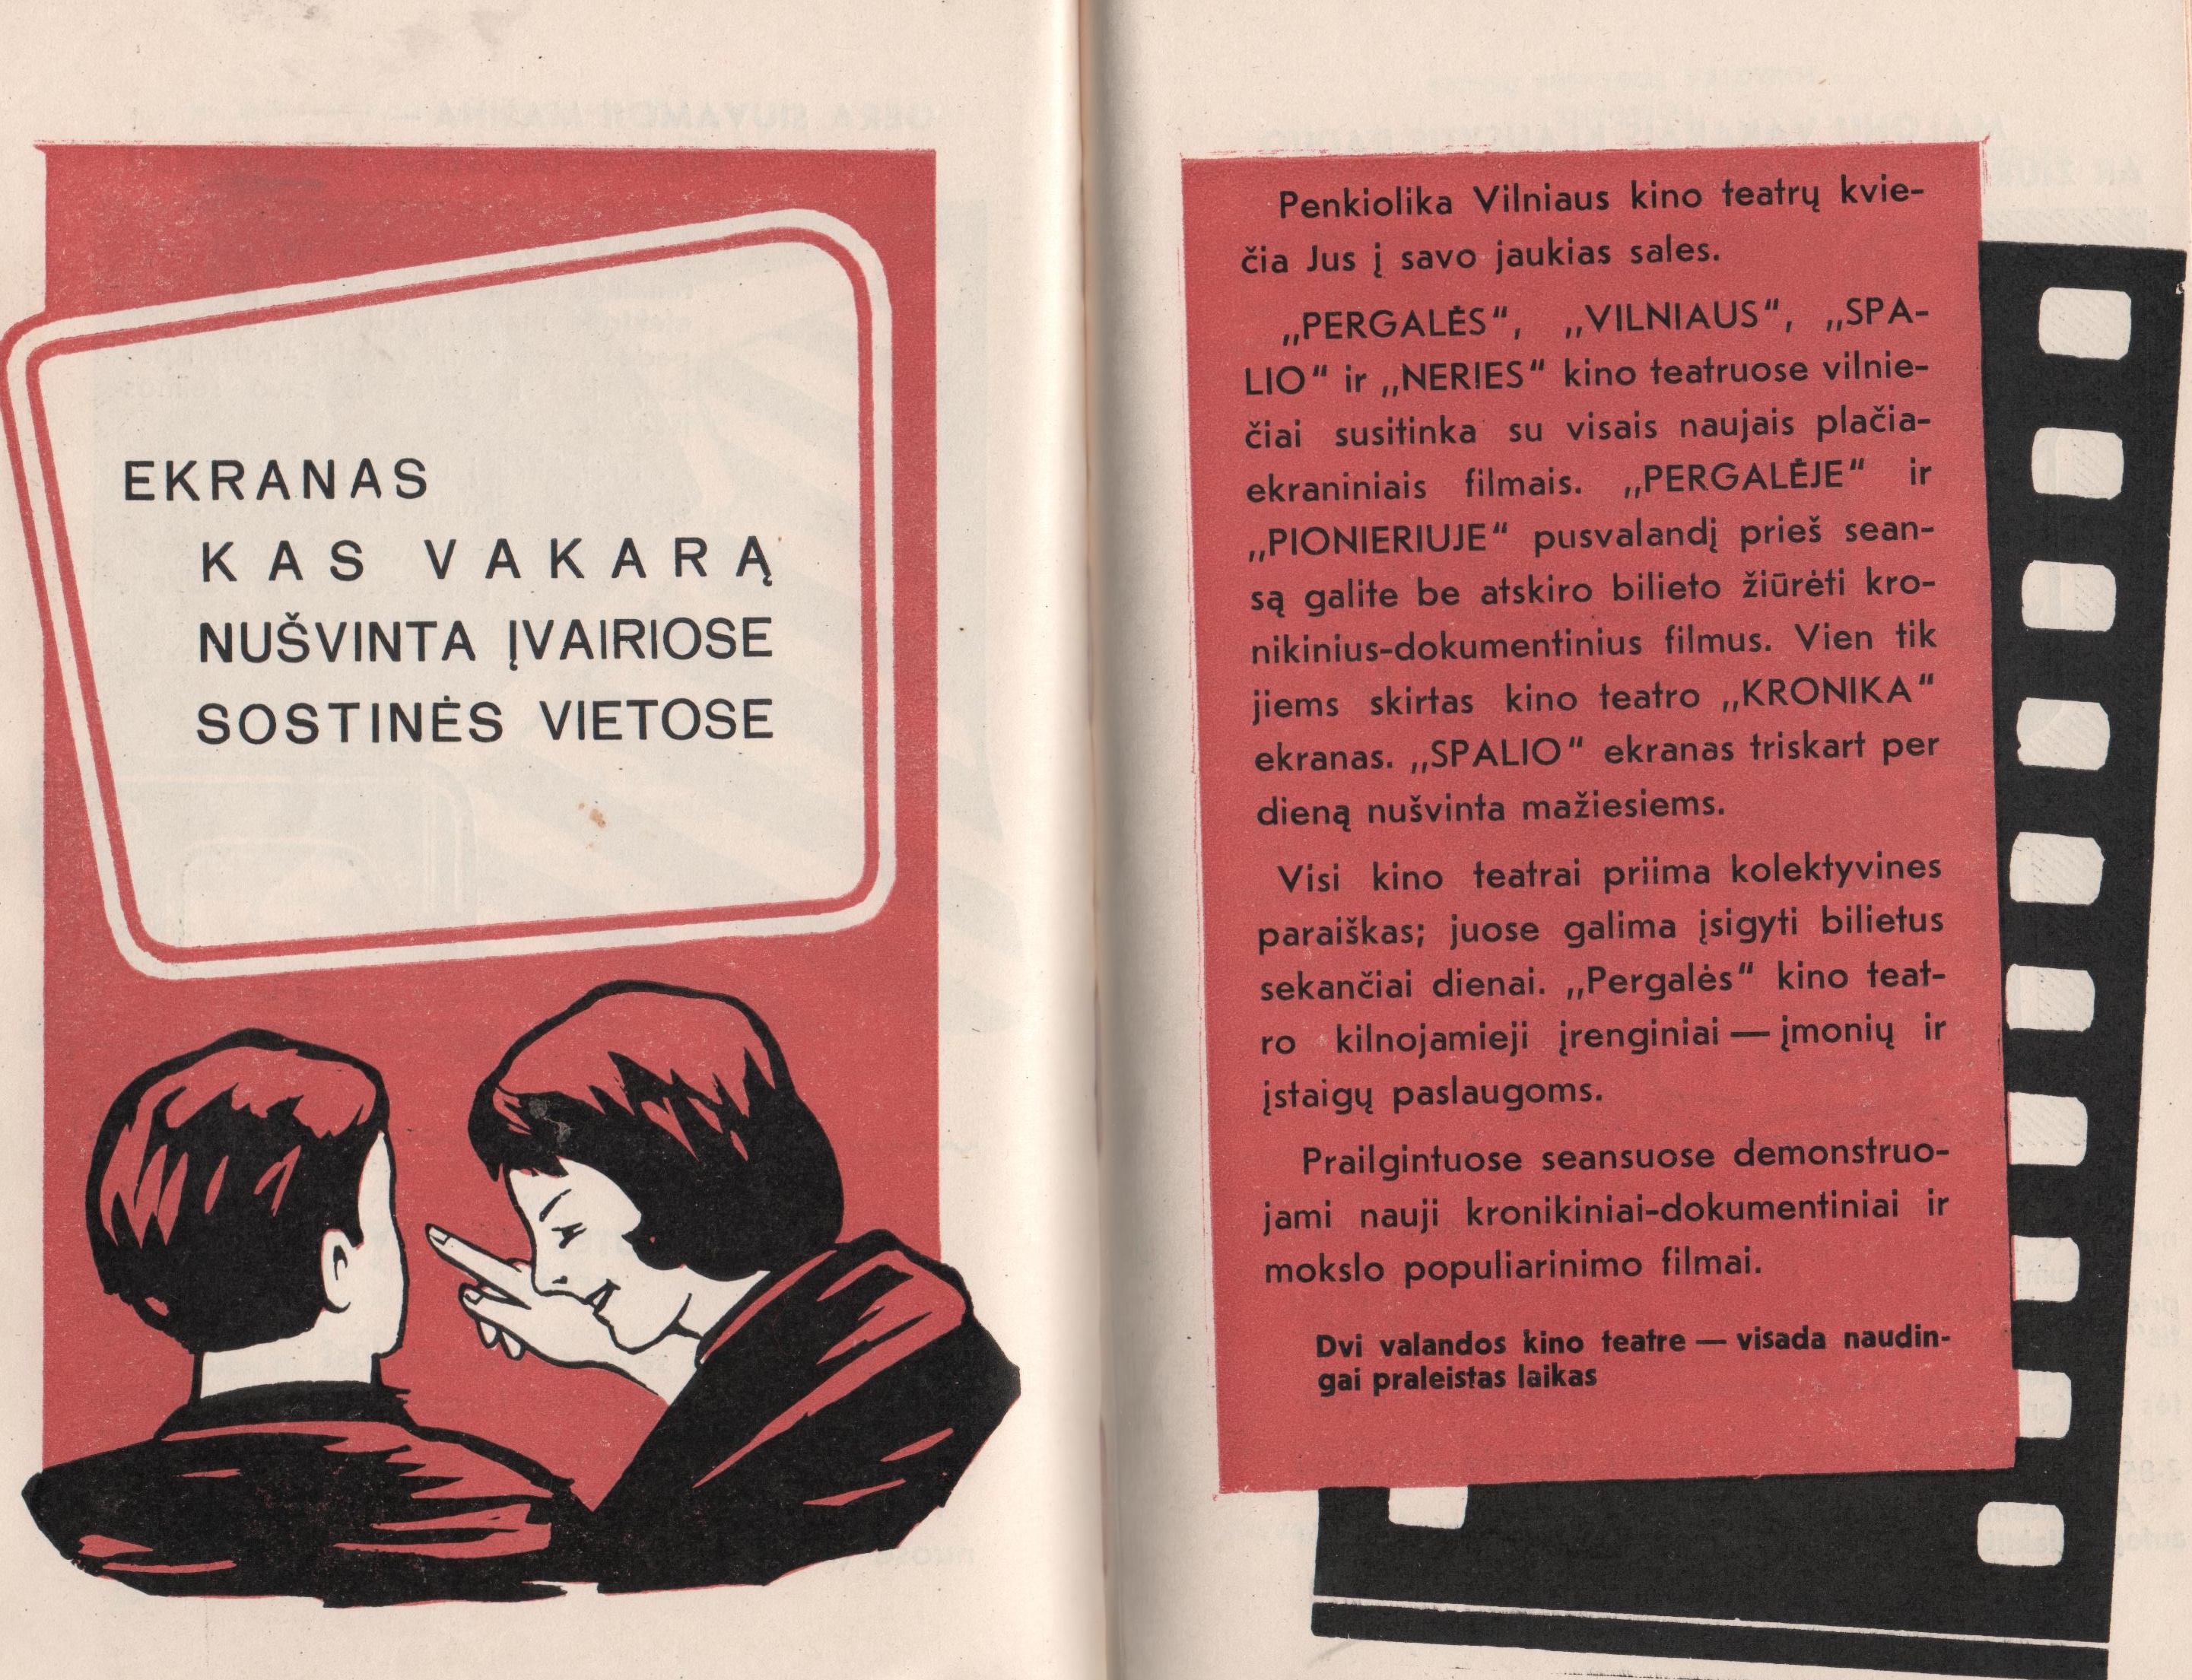 EKRANAS
KAS VAKARĄ
NUŠVINTA ĮVAIRIOSE
SOSTINĖS VIETOSE
Penkiolika Vilniaus kino teatrų kvie-
čia Jus į savo jaukias sales.
„PERGALĖS“, „VILNIAUS“, „SPA-
LIO“ ir „NERIES“ kino teatruose vilnie-
čiai susitinka su visais naujais plačia-
ekraniniais filmais. „PERGALĖJE“ ir
„PIONIERIUJE“ pusvalandį prieš sean-
są galite be atskiro bilieto žiūrėti kro-
nikinius-dokumentinius filmus. Vien tik
jiems skirtas kino teatro „KRONIKA“
ekranas. „SPALIO“ ekranas triskart per
dieną nušvinta mažiesiems.
Visi kino teatrai priima kolektyvines
paraiškas; juose galima įsigyti bilietus
sekančiai dienai. „Pergalės“ kino teat-
ro kilnojamieji įrenginiai — įmonių ir
įstaigų paslaugoms.
Prailgintuose seansuose demonstruo-
jami nauji kronikiniai-dokumentiniai ir
mokslo populiarinimo filmai.
Dvi valandos kino teatre — visada naudin-
gai praleistas laikas